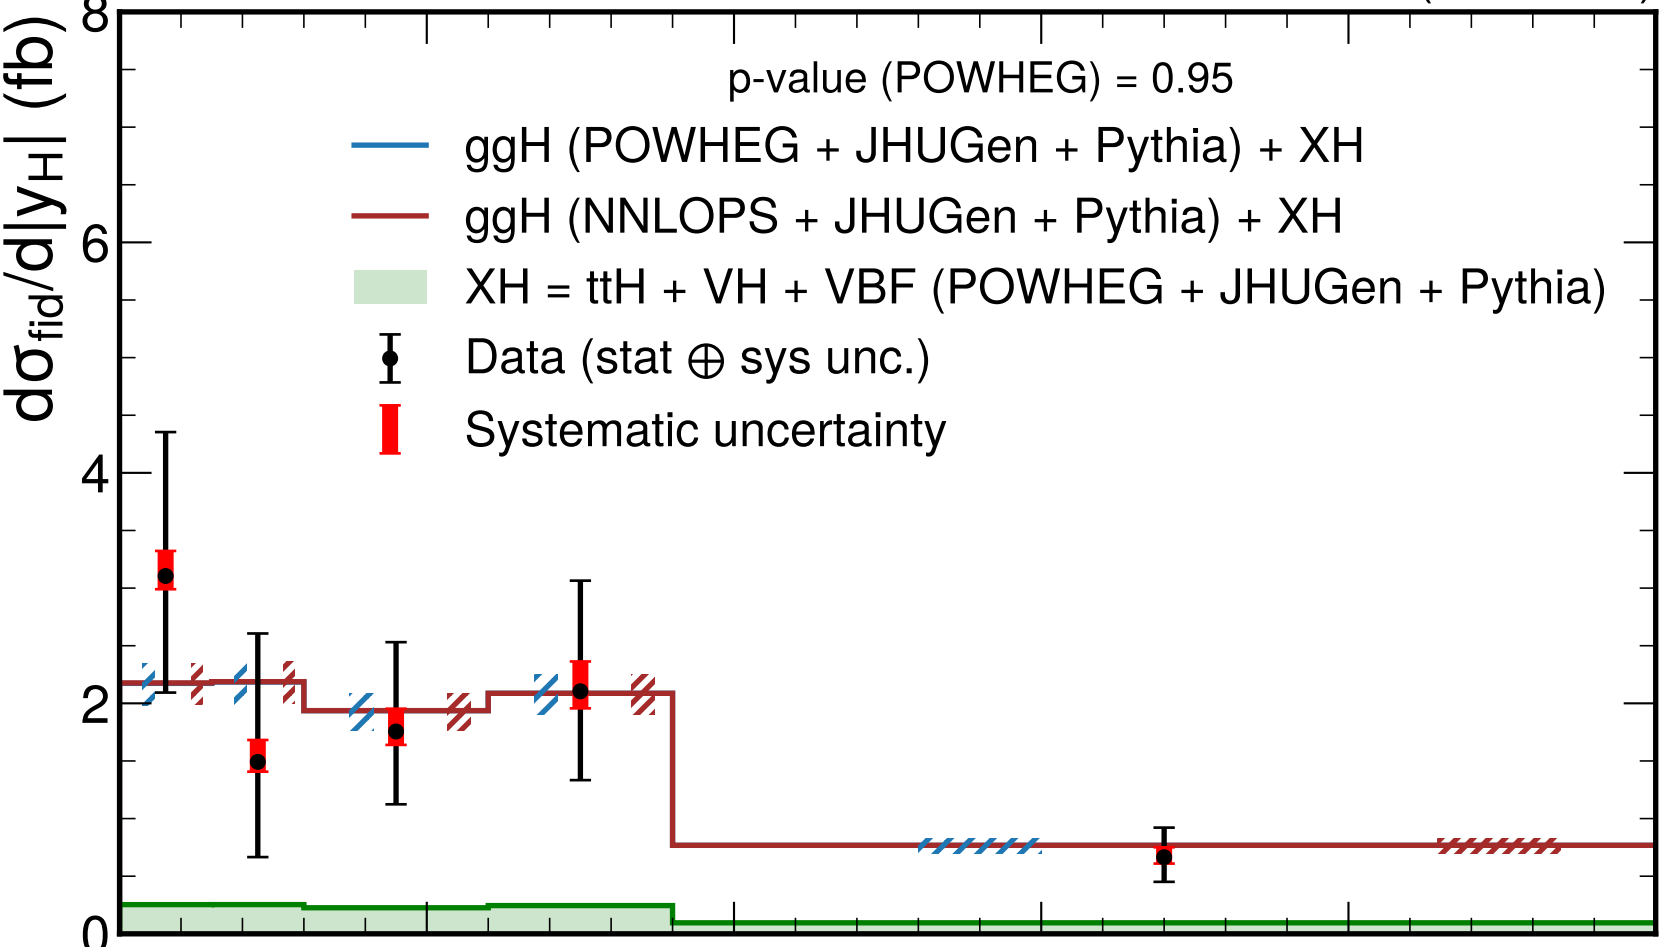 8
p-value (POWHEG) = 0.95
ggH (POWHEG + JHUGen + Pythia) + XH
ggH (NNLOPS + JHUGen + Pythia) + XH
XH = ttH + VH + VBF (POWHEG + JHUGen + Pythia)
Data (stat ⊕ sys unc.)
Systematic uncertainty
dσfid/d|yH| (fb)
6
4
2
0